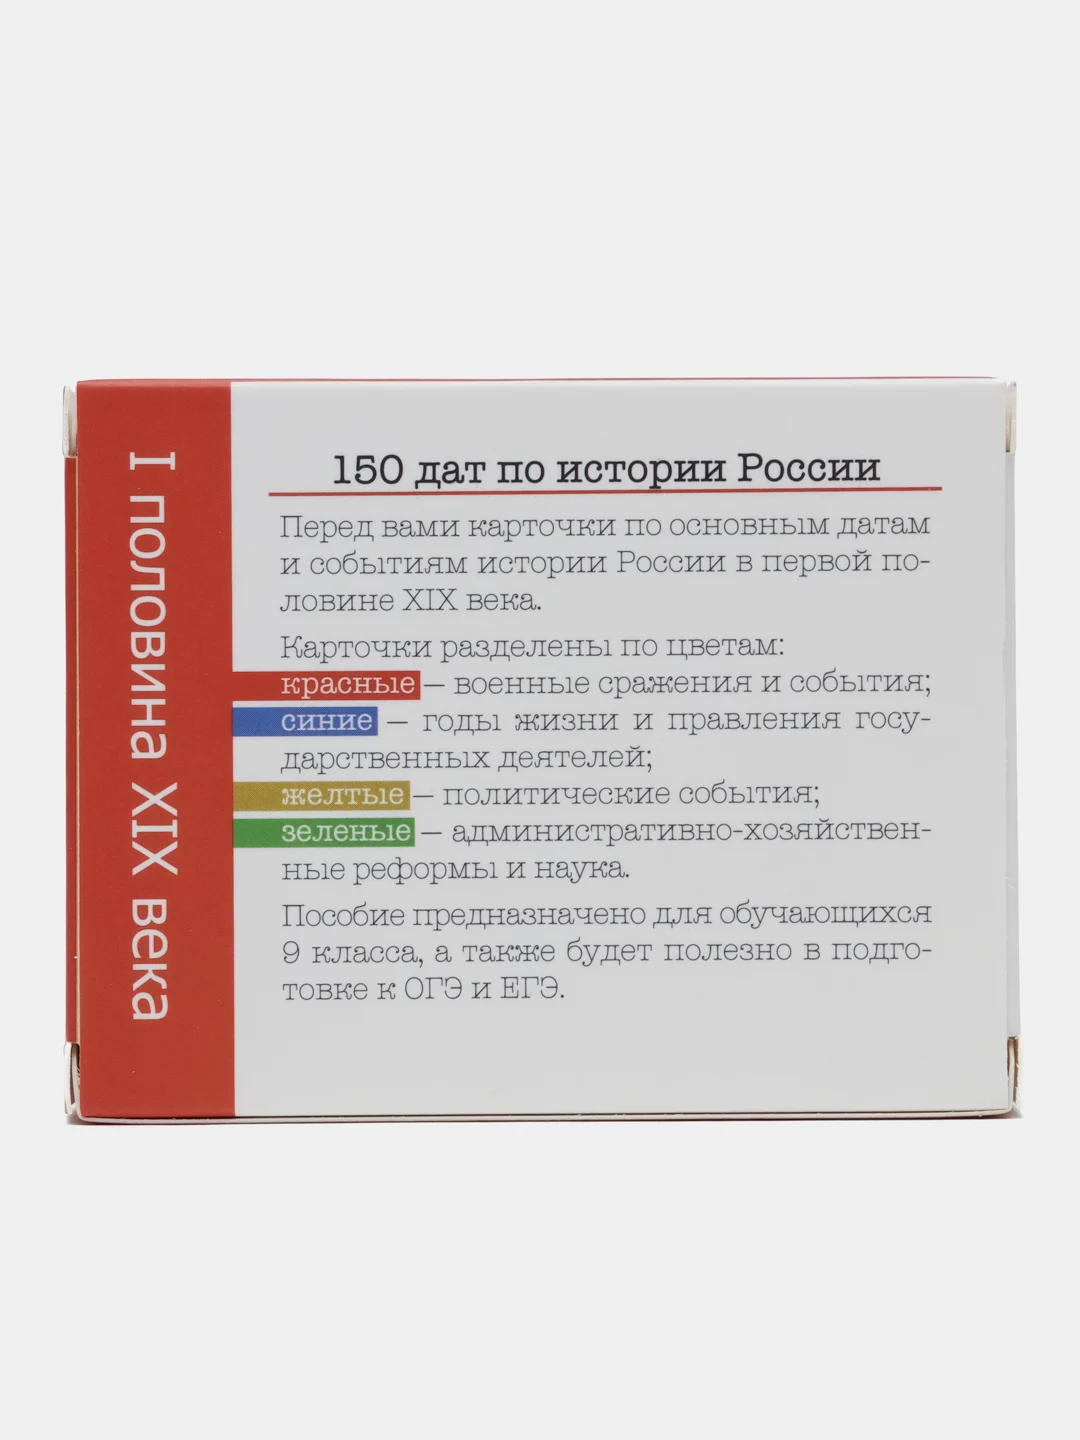 I половина XIX века
150 дат по истории России
Перед вами карточки по основным датам
и событиям истории России в первой по-
ловине XIX века.
Карточки разделены по цветам:
красные – военные сражения и события;
синие – годы жизни и правления госу-
дарственных деятелей;
желтые – политические события;
зеленые – административно-хозяйствен-
ные реформы и наука.
Пособие предназначено для обучающихся
9 класса, а также будет полезно в подго-
товке к ОГЭ и ЕГЭ.